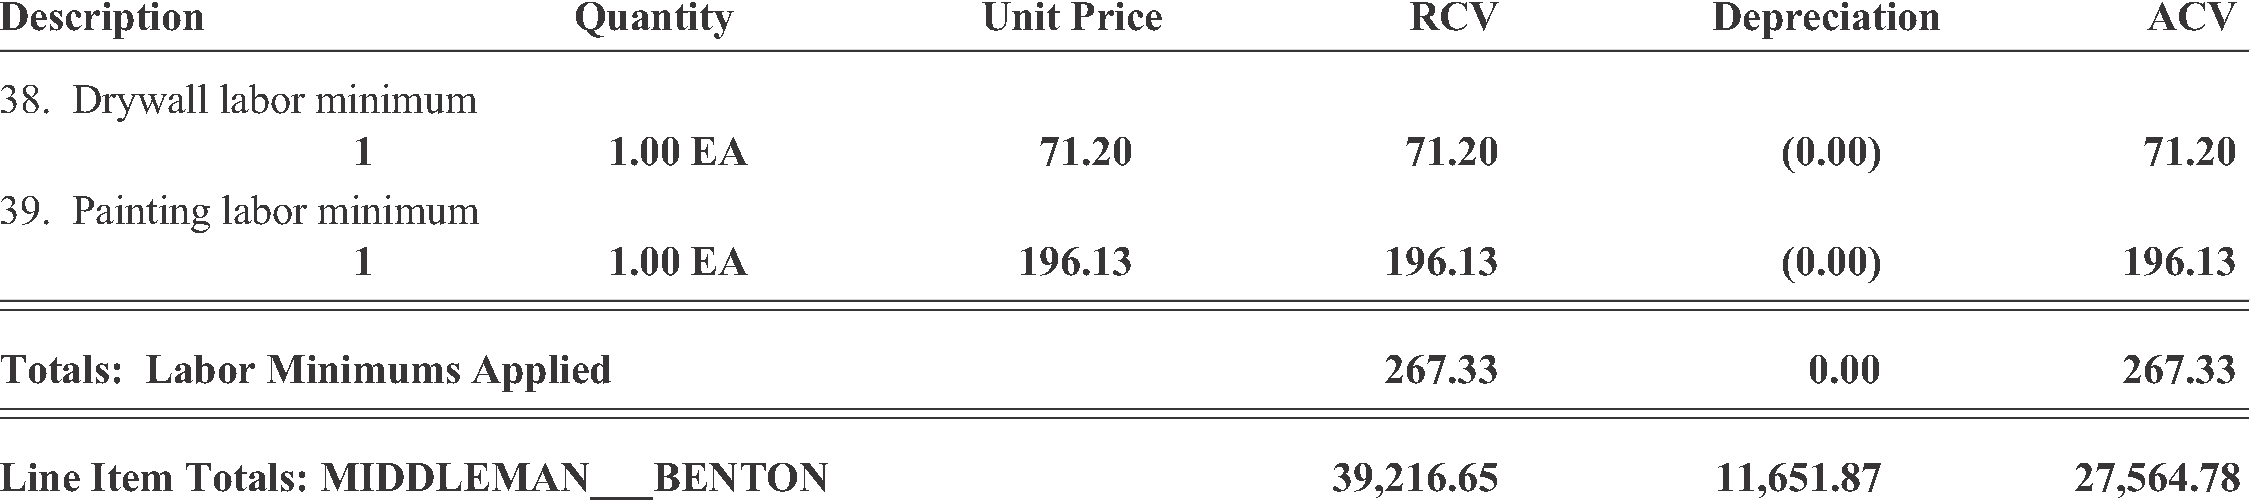 Description Quantity Unit Price RCV Depreciation ACV
38. Drywall labor minimum
1 1.00 EA 71.20 71.20 (0.00) 71.20
39. Painting labor minimum
1 1.00 EA 196.13 196.13 (0.00) 196.13
Totals: Labor Minimums Applied 267.33 0.00 267.33
Line Item Totals: MIDDLEMAN___BENTON 39,216.65 11,651.87 27,564.78